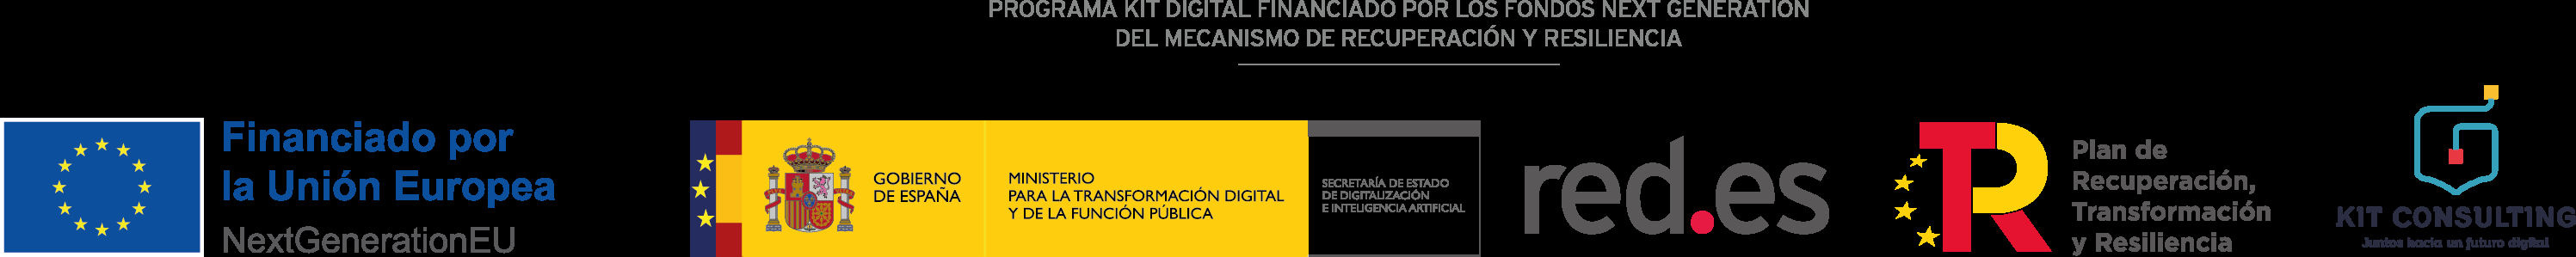 PROGRAMA KIT DIGITAL FINANCIADO POR LOS FONDOS NEXT GENERATION
DEL MECANISMO DE RECUPERACIÓN Y RESILIENCIA
Financiado por
la Unión Europea
NextGenerationEU
GOBIERNO
DE ESPAÑA
MINISTERIO
PARA LA TRANSFORMACIÓN DIGITAL
Y DE LA FUNCIÓN PÚBLICA
SECRETARÍA DE ESTADO
DE DIGITALIZACIÓN
E INTELIGENCIA ARTIFICIAL
red.es
TR
Plan de
Recuperación,
Transformación
y Resiliencia
KIT CONSULTING
Juntos hacia un futuro digital